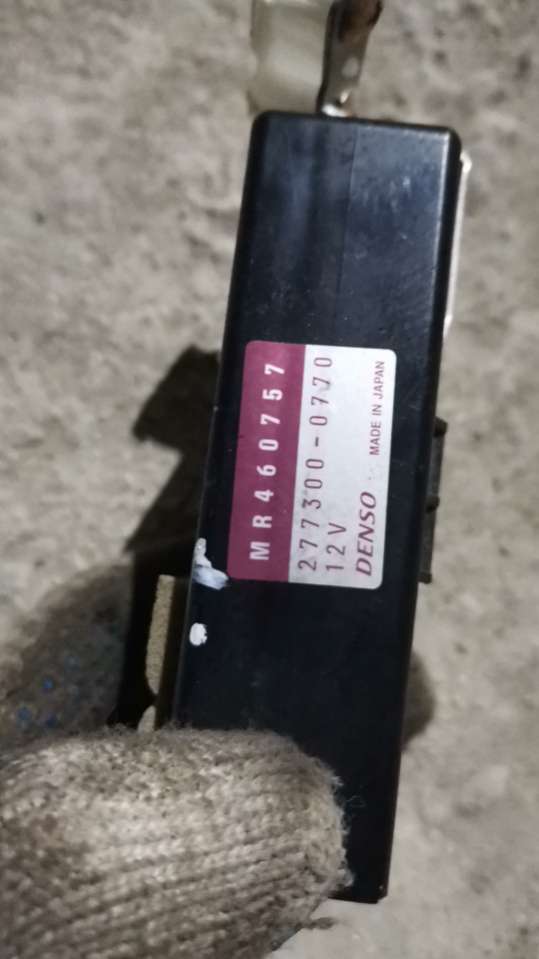 MR460757
277300-0770
12V
DENSO MADE IN JAPAN